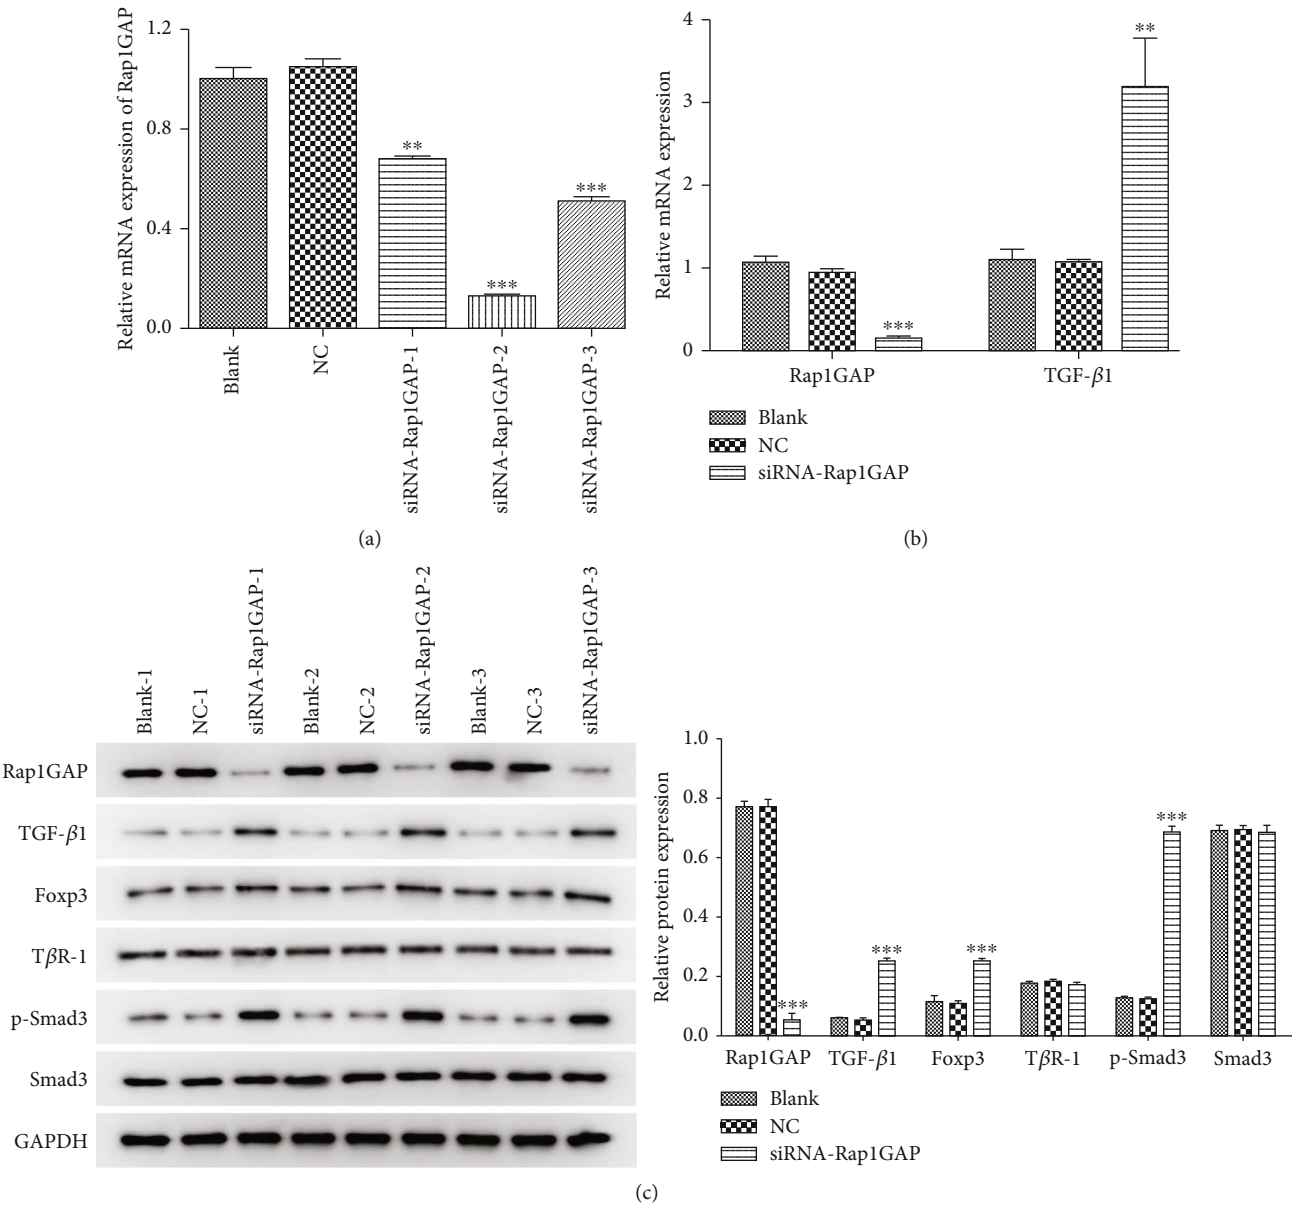 Relative mRNA expression of Rap1GAP
1.2
0.8
0.4
0.0
**
***
***
Blank
NC
siRNA-Rap1GAP-1
siRNA-Rap1GAP-2
siRNA-Rap1GAP-3
(a)
Relative mRNA expression
4
3
2
1
0
***
**
Rap1GAP
TGF-β1
Blank
NC
siRNA-Rap1GAP
(b)
Blank-1
NC-1
siRNA-Rap1GAP-1
Blank-2
NC-2
siRNA-Rap1GAP-2
Blank-3
NC-3
siRNA-Rap1GAP-3
Rap1GAP
TGF-β1
Foxp3
TβR-1
p-Smad3
Smad3
GAPDH
Relative protein expression
1.0
0.8
0.6
0.4
0.2
0.0
***
***
***
***
Rap1GAP
TGF-β1
Foxp3
TβR-1
p-Smad3
Smad3
Blank
NC
siRNA-Rap1GAP
(c)